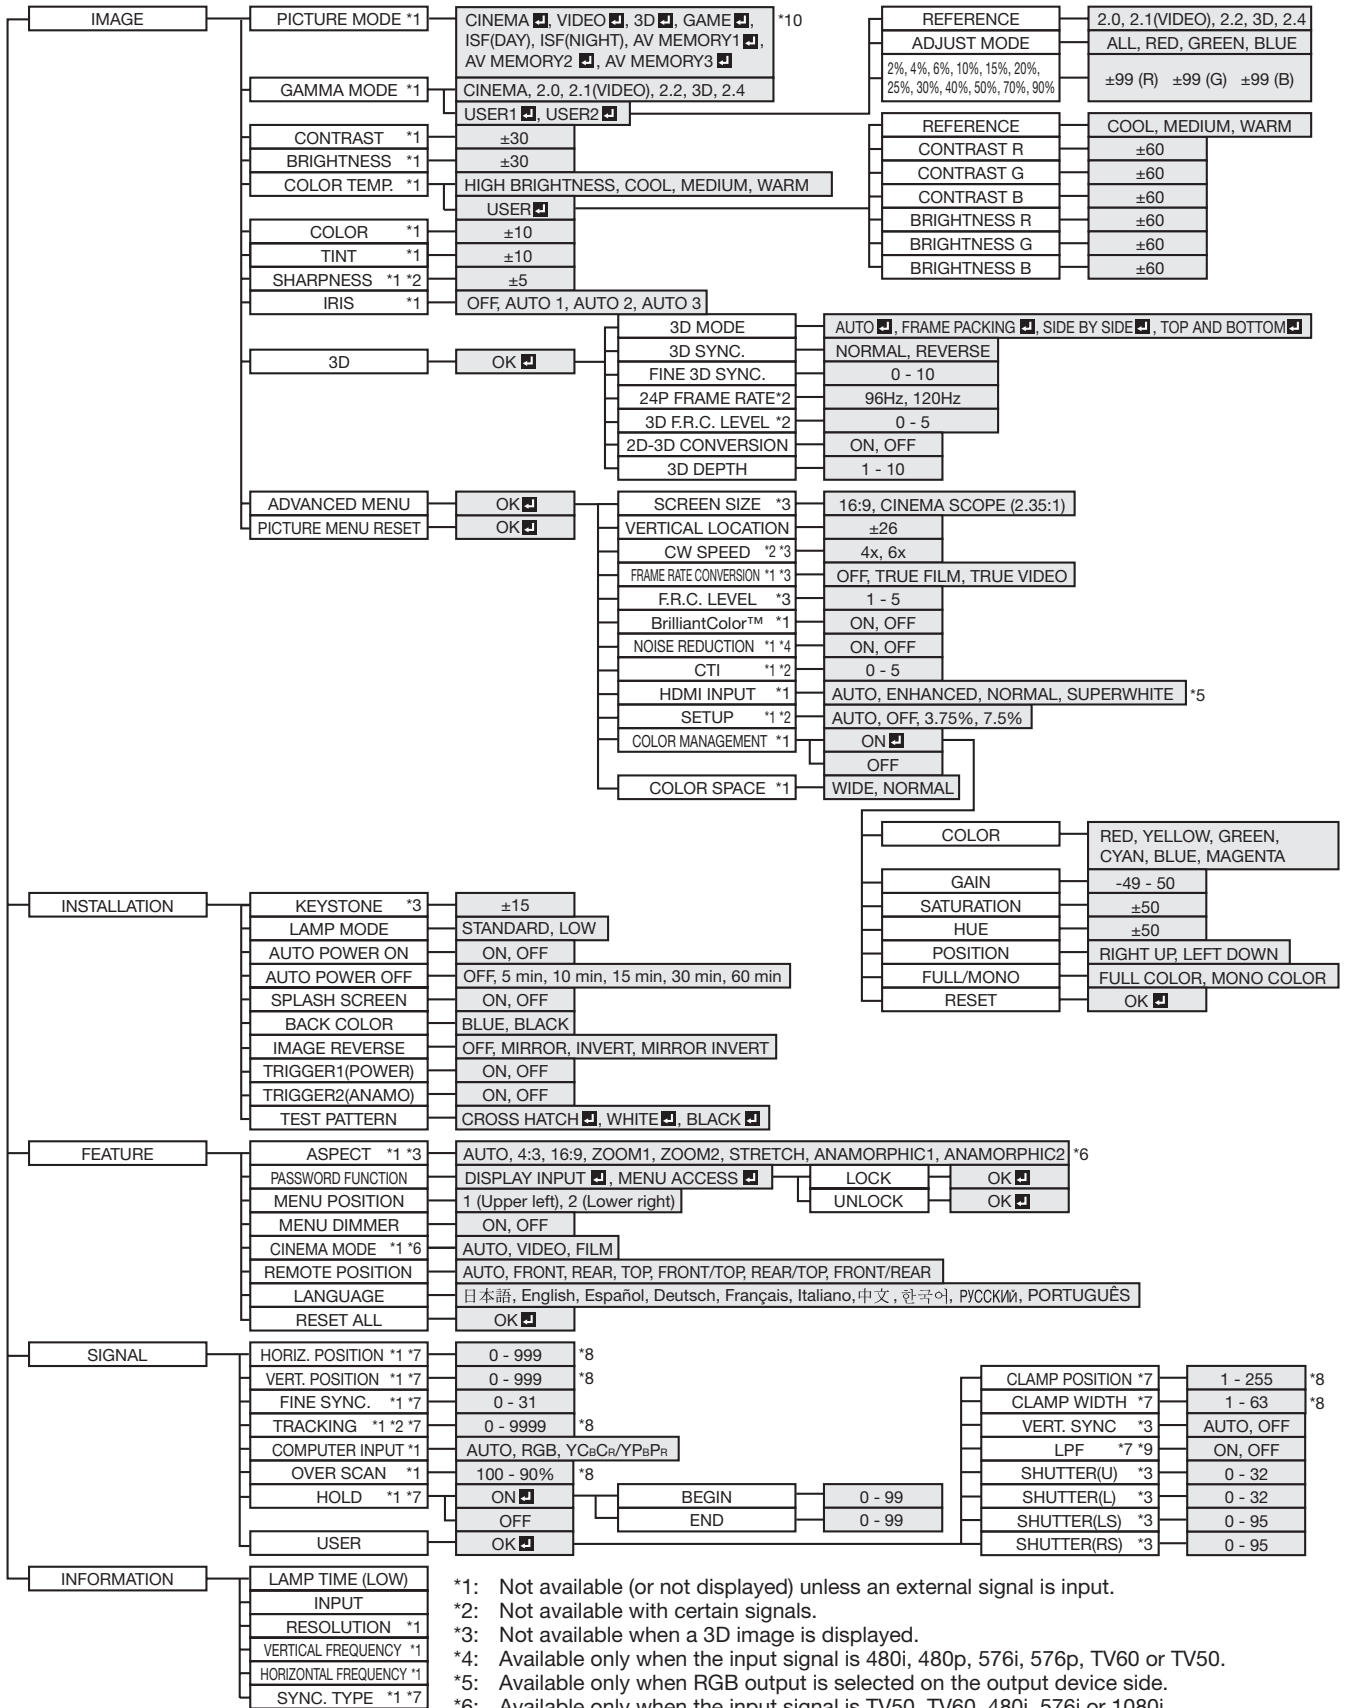 IMAGE
PICTURE MODE *1
CINEMA, VIDEO, 3D, GAME, *10
ISF(DAY), ISF(NIGHT), AV MEMORY1,
AV MEMORY2, AV MEMORY3
GAMMA MODE *1
CINEMA, 2.0, 2.1(VIDEO), 2.2, 3D, 2.4
USER1, USER2
REFERENCE 2.0, 2.1(VIDEO), 2.2, 3D, 2.4
ADJUST MODE ALL, RED, GREEN, BLUE
2%, 4%, 6%, 10%, 15%, 20%,
25%, 30%, 40%, 50%, 70%, 90%
±99 (R) ±99 (G) ±99 (B)
CONTRAST *1 ±30
BRIGHTNESS *1 ±30
COLOR TEMP. *1 HIGH BRIGHTNESS, COOL, MEDIUM, WARM
USER
REFERENCE COOL, MEDIUM, WARM
CONTRAST R ±60
CONTRAST G ±60
CONTRAST B ±60
BRIGHTNESS R ±60
BRIGHTNESS G ±60
BRIGHTNESS B ±60
COLOR *1 ±10
TINT *1 ±10
SHARPNESS *1 *2 ±5
IRIS *1 OFF, AUTO 1, AUTO 2, AUTO 3
3D OK
3D MODE AUTO, FRAME PACKING, SIDE BY SIDE, TOP AND BOTTOM
3D SYNC. NORMAL, REVERSE
FINE 3D SYNC. 0 - 10
24P FRAME RATE*2 96Hz, 120Hz
3D F.R.C. LEVEL *2 0 - 5
2D-3D CONVERSION ON, OFF
3D DEPTH 1 - 10
ADVANCED MENU OK
PICTURE MENU RESET OK
SCREEN SIZE *3 16:9, CINEMA SCOPE (2.35:1)
VERTICAL LOCATION ±26
CW SPEED *2 *3 4x, 6x
FRAME RATE CONVERSION *1 *3 OFF, TRUE FILM, TRUE VIDEO
F.R.C. LEVEL *3 1 - 5
BrilliantColor™ *1 ON, OFF
NOISE REDUCTION *1 *4 ON, OFF
CTI *1 *2 0 - 5
HDMI INPUT *1 AUTO, ENHANCED, NORMAL, SUPERWHITE *5
SETUP *1 *2 AUTO, OFF, 3.75%, 7.5%
COLOR MANAGEMENT *1 ON
OFF
COLOR SPACE *1 WIDE, NORMAL
COLOR RED, YELLOW, GREEN,
CYAN, BLUE, MAGENTA
GAIN -49 - 50
SATURATION ±50
HUE ±50
POSITION RIGHT UP, LEFT DOWN
FULL/MONO FULL COLOR, MONO COLOR
RESET OK
INSTALLATION
KEYSTONE *3 ±15
LAMP MODE STANDARD, LOW
AUTO POWER ON ON, OFF
AUTO POWER OFF OFF, 5 min, 10 min, 15 min, 30 min, 60 min
SPLASH SCREEN ON, OFF
BACK COLOR BLUE, BLACK
IMAGE REVERSE OFF, MIRROR, INVERT, MIRROR INVERT
TRIGGER1(POWER) ON, OFF
TRIGGER2(ANAMO) ON, OFF
TEST PATTERN CROSS HATCH, WHITE, BLACK
FEATURE
ASPECT *1 *3 AUTO, 4:3, 16:9, ZOOM1, ZOOM2, STRETCH, ANAMORPHIC1, ANAMORPHIC2 *6
PASSWORD FUNCTION DISPLAY INPUT, MENU ACCESS LOCK OK
UNLOCK OK
MENU POSITION 1 (Upper left), 2 (Lower right)
MENU DIMMER ON, OFF
CINEMA MODE *1 *6 AUTO, VIDEO, FILM
REMOTE POSITION AUTO, FRONT, REAR, TOP, FRONT/TOP, REAR/TOP, FRONT/REAR
LANGUAGE 日本語, English, Español, Deutsch, Français, Italiano, 中文, 한국어, РУССКИЙ, PORTUGUÊS
RESET ALL OK
SIGNAL
HORIZ. POSITION *1 *7 0 - 999 *8
VERT. POSITION *1 *7 0 - 999 *8
FINE SYNC. *1 *7 0 - 31
TRACKING *1 *2 *7 0 - 9999 *8
COMPUTER INPUT *1 AUTO, RGB, YCBCR/YPBPR
OVER SCAN *1 100 - 90% *8
HOLD *1 *7 ON
OFF
BEGIN 0 - 99
END 0 - 99
USER OK
CLAMP POSITION *7 1 - 255 *8
CLAMP WIDTH *7 1 - 63 *8
VERT. SYNC *3 AUTO, OFF
LPF *7 *9 ON, OFF
SHUTTER(U) *3 0 - 32
SHUTTER(L) *3 0 - 32
SHUTTER(LS) *3 0 - 95
SHUTTER(RS) *3 0 - 95
INFORMATION
LAMP TIME (LOW)
INPUT
RESOLUTION *1
VERTICAL FREQUENCY *1
HORIZONTAL FREQUENCY *1
SYNC. TYPE *1 *7
*1: Not available (or not displayed) unless an external signal is input.
*2: Not available with certain signals.
*3: Not available when a 3D image is displayed.
*4: Available only when the input signal is 480i, 480p, 576i, 576p, TV60 or TV50.
*5: Available only when RGB output is selected on the output device side.
*6: Available only when the input signal is TV50, TV60, 480i, 576i or 1080i.